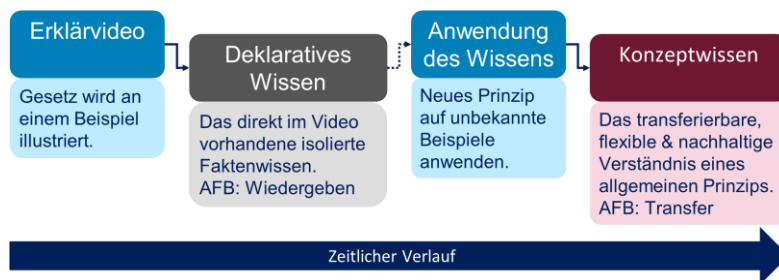 Erklärvideo
Gesetz wird an
einem Beispiel
illustriert.
Deklaratives
Wissen
Das direkt im Video
vorhandene isolierte
Faktenwissen.
AFB: Wiedergeben
Anwendung
des Wissens
Neues Prinzip
auf unbekannte
Beispiele
anwenden.
Konzeptwissen
Das transferierbare,
flexible & nachhaltige
Verständnis eines
allgemeinen Prinzips.
AFB: Transfer
Zeitlicher Verlauf